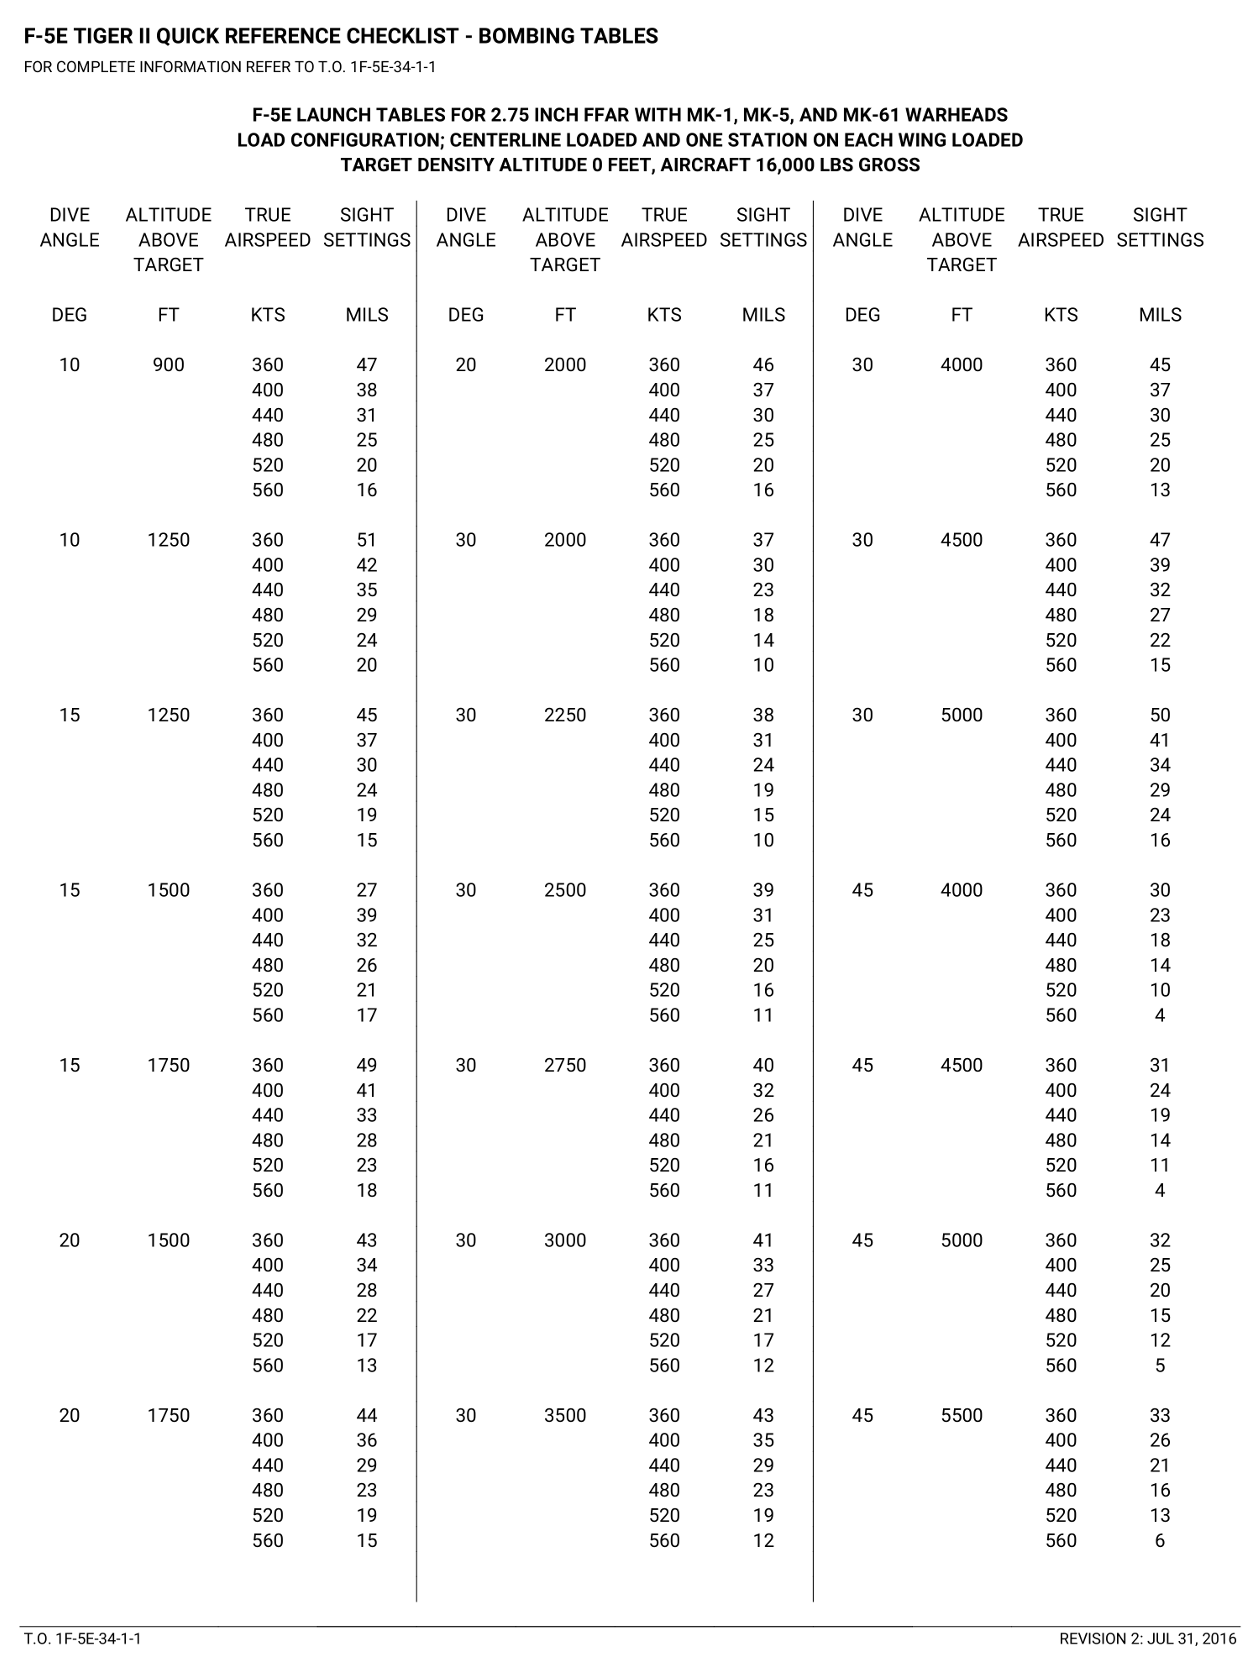 F-5E TIGER II QUICK REFERENCE CHECKLIST - BOMBING TABLES
FOR COMPLETE INFORMATION REFER TO T.O. 1F-5E-34-1-1
F-5E LAUNCH TABLES FOR 2.75 INCH FFAR WITH MK-1, MK-5, AND MK-61 WARHEADS
LOAD CONFIGURATION; CENTERLINE LOADED AND ONE STATION ON EACH WING LOADED
TARGET DENSITY ALTITUDE 0 FEET, AIRCRAFT 16,000 LBS GROSS
DIVE ALTITUDE TRUE SIGHT DIVE ALTITUDE TRUE SIGHT DIVE ALTITUDE TRUE SIGHT
ANGLE ABOVE AIRSPEED SETTINGS ANGLE ABOVE AIRSPEED SETTINGS ANGLE ABOVE AIRSPEED SETTINGS
TARGET TARGET TARGET
DEG FT KTS MILS DEG FT KTS MILS DEG FT KTS MILS
10 900 360 47 20 2000 360 46 30 4000 360 45
400 38 400 37 400 37
440 31 440 30 440 30
480 25 480 25 480 25
520 20 520 20 520 20
560 16 560 16 560 13
10 1250 360 51 30 2000 360 37 30 4500 360 47
400 42 400 30 400 39
440 35 440 23 440 32
480 29 480 18 480 27
520 24 520 14 520 22
560 20 560 10 560 15
15 1250 360 45 30 2250 360 38 30 5000 360 50
400 37 400 31 400 41
440 30 440 24 440 34
480 24 480 19 480 29
520 19 520 15 520 24
560 15 560 10 560 16
15 1500 360 27 30 2500 360 39 45 4000 360 30
400 39 400 31 400 23
440 32 440 25 440 18
480 26 480 20 480 14
520 21 520 16 520 10
560 17 560 11 560 4
15 1750 360 49 30 2750 360 40 45 4500 360 31
400 41 400 32 400 24
440 33 440 26 440 19
480 28 480 21 480 14
520 23 520 16 520 11
560 18 560 11 560 4
20 1500 360 43 30 3000 360 41 45 5000 360 32
400 34 400 33 400 25
440 28 440 27 440 20
480 22 480 21 480 15
520 17 520 17 520 12
560 13 560 12 560 5
20 1750 360 44 30 3500 360 43 45 5500 360 33
400 36 400 35 400 26
440 29 440 29 440 21
480 23 480 23 480 16
520 19 520 19 520 13
560 15 560 12 560 6
T.O. 1F-5E-34-1-1 REVISION 2: JUL 31, 2016